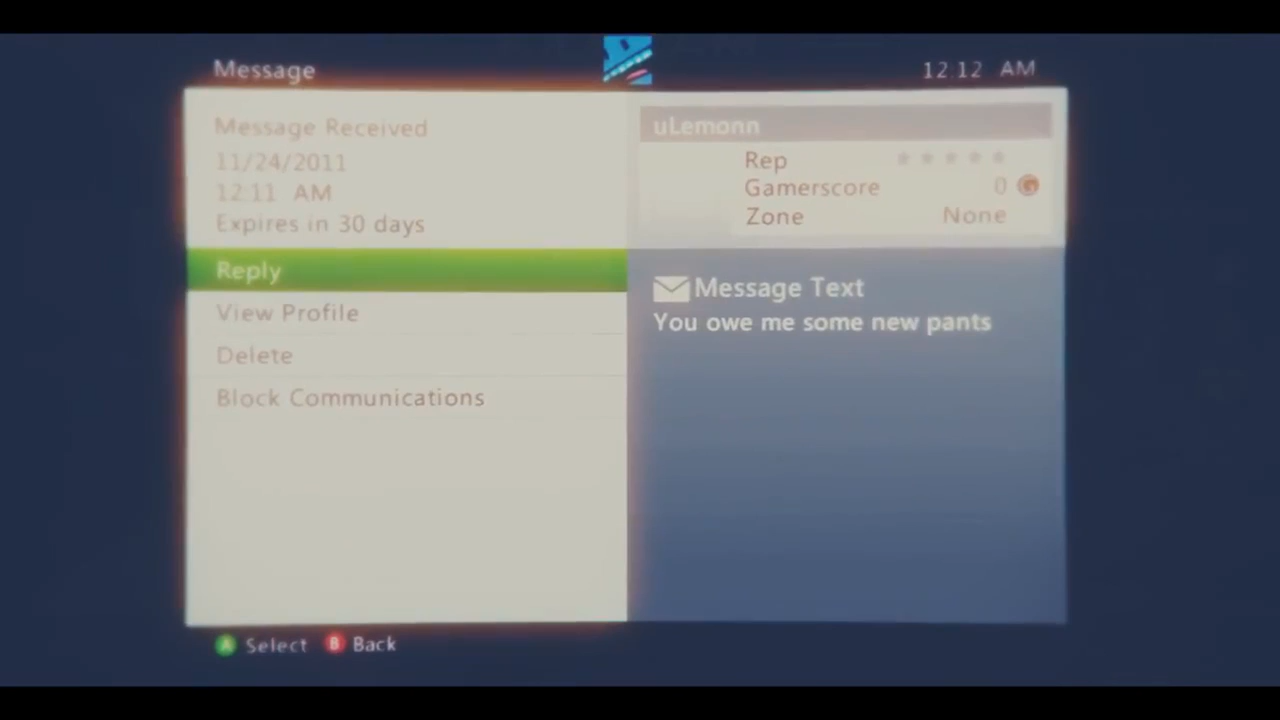 Message
12:12 AM
Message Received
11/24/2011
12:11 AM
Expires in 30 days
Reply
View Profile
Delete
Block Communications
uLemonn
Rep
Gamerscore 0 G
Zone None
Message Text
You owe me some new pants
A Select B Back